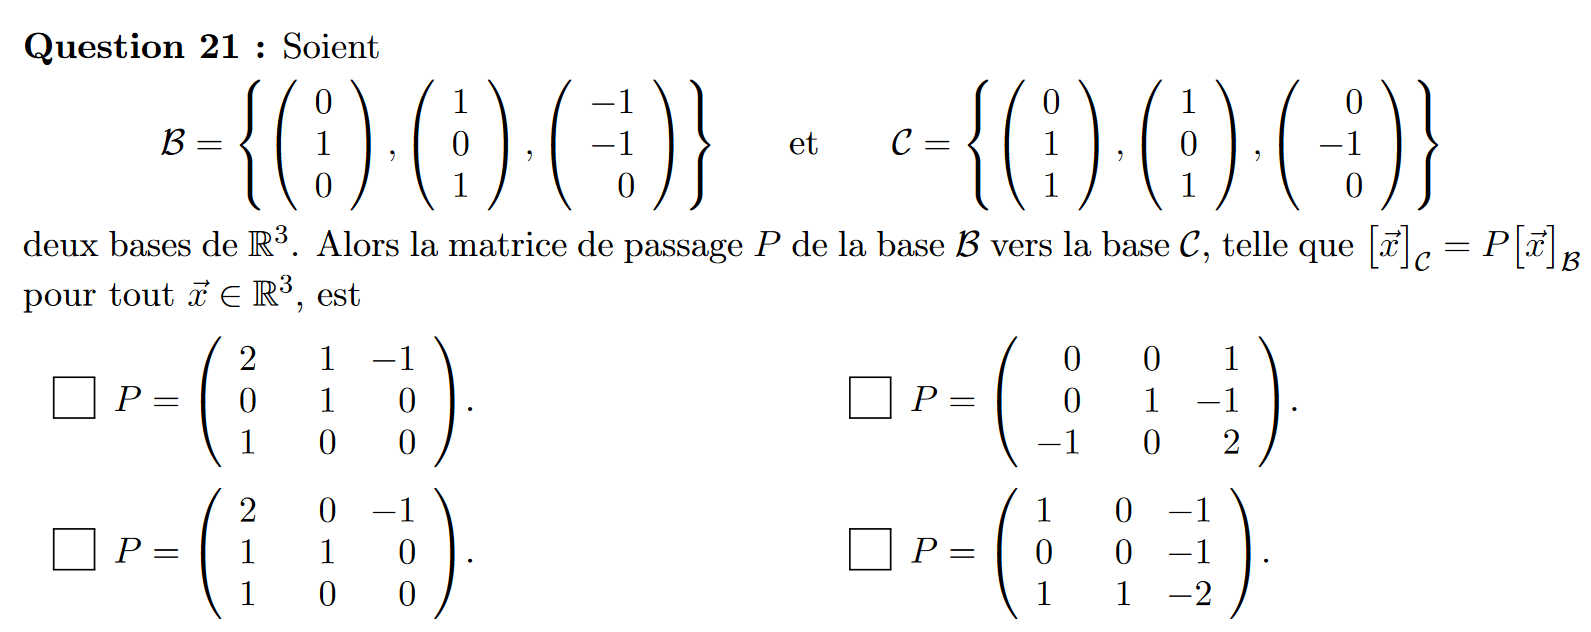 Question 21 : Soient
$\mathcal{B} = \left\{ \begin{pmatrix} 0 \\ 1 \\ 0 \end{pmatrix}, \begin{pmatrix} 1 \\ 0 \\ 1 \end{pmatrix}, \begin{pmatrix} -1 \\ -1 \\ 0 \end{pmatrix} \right\}$ et $\mathcal{C} = \left\{ \begin{pmatrix} 0 \\ 1 \\ 1 \end{pmatrix}, \begin{pmatrix} 1 \\ 0 \\ 1 \end{pmatrix}, \begin{pmatrix} 0 \\ -1 \\ 0 \end{pmatrix} \right\}$
deux bases de $\mathbb{R}^3$. Alors la matrice de passage $P$ de la base $\mathcal{B}$ vers la base $\mathcal{C}$, telle que $[\vec{x}]_{\mathcal{C}} = P[\vec{x}]_{\mathcal{B}}$
pour tout $\vec{x} \in \mathbb{R}^3$, est
☐ $P = \begin{pmatrix} 2 & 1 & -1 \\ 0 & 1 & 0 \\ 1 & 0 & 0 \end{pmatrix}.$ ☐ $P = \begin{pmatrix} 0 & 0 & 1 \\ 0 & 1 & -1 \\ -1 & 0 & 2 \end{pmatrix}.$
☐ $P = \begin{pmatrix} 2 & 0 & -1 \\ 1 & 1 & 0 \\ 1 & 0 & 0 \end{pmatrix}.$ ☐ $P = \begin{pmatrix} 1 & 0 & -1 \\ 0 & 0 & -1 \\ 1 & 1 & -2 \end{pmatrix}.$